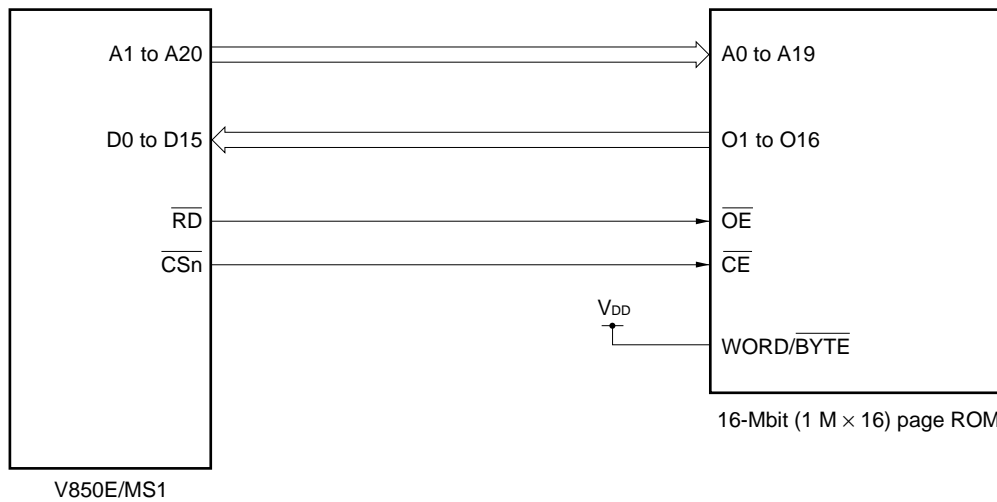 A1 to A20 A0 to A19
D0 to D15 O1 to O16
RD OE
CSn CE
VDD
WORD/BYTE
16-Mbit (1 M × 16) page ROM
V850E/MS1